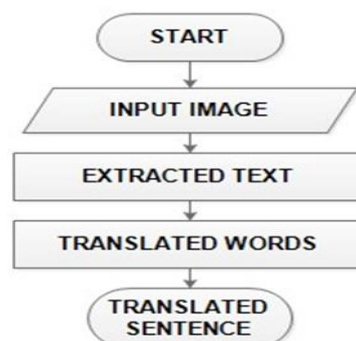 START
INPUT IMAGE
EXTRACTED TEXT
TRANSLATED WORDS
TRANSLATED
SENTENCE